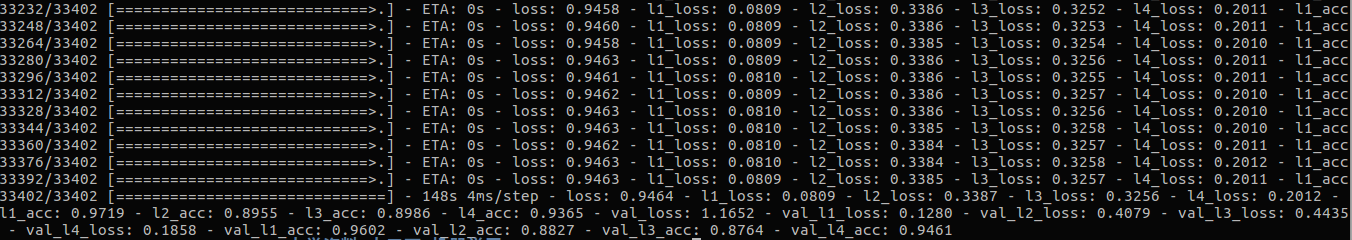 33232/33402 [==============================>.] - ETA: 0s - loss: 0.9458 - l1_loss: 0.0809 - l2_loss: 0.3386 - l3_loss: 0.3252 - l4_loss: 0.2011 - l1_acc
33248/33402 [==============================>.] - ETA: 0s - loss: 0.9460 - l1_loss: 0.0809 - l2_loss: 0.3386 - l3_loss: 0.3253 - l4_loss: 0.2011 - l1_acc
33264/33402 [==============================>.] - ETA: 0s - loss: 0.9458 - l1_loss: 0.0809 - l2_loss: 0.3385 - l3_loss: 0.3254 - l4_loss: 0.2010 - l1_acc
33280/33402 [==============================>.] - ETA: 0s - loss: 0.9463 - l1_loss: 0.0809 - l2_loss: 0.3386 - l3_loss: 0.3256 - l4_loss: 0.2011 - l1_acc
33296/33402 [==============================>.] - ETA: 0s - loss: 0.9461 - l1_loss: 0.0810 - l2_loss: 0.3386 - l3_loss: 0.3255 - l4_loss: 0.2011 - l1_acc
33312/33402 [==============================>.] - ETA: 0s - loss: 0.9462 - l1_loss: 0.0809 - l2_loss: 0.3386 - l3_loss: 0.3257 - l4_loss: 0.2010 - l1_acc
33328/33402 [==============================>.] - ETA: 0s - loss: 0.9463 - l1_loss: 0.0810 - l2_loss: 0.3386 - l3_loss: 0.3256 - l4_loss: 0.2010 - l1_acc
33344/33402 [==============================>.] - ETA: 0s - loss: 0.9463 - l1_loss: 0.0810 - l2_loss: 0.3385 - l3_loss: 0.3258 - l4_loss: 0.2010 - l1_acc
33360/33402 [==============================>.] - ETA: 0s - loss: 0.9462 - l1_loss: 0.0810 - l2_loss: 0.3384 - l3_loss: 0.3257 - l4_loss: 0.2011 - l1_acc
33376/33402 [==============================>.] - ETA: 0s - loss: 0.9463 - l1_loss: 0.0810 - l2_loss: 0.3384 - l3_loss: 0.3258 - l4_loss: 0.2012 - l1_acc
33392/33402 [==============================>.] - ETA: 0s - loss: 0.9463 - l1_loss: 0.0809 - l2_loss: 0.3385 - l3_loss: 0.3257 - l4_loss: 0.2011 - l1_acc
33402/33402 [==============================] - 148s 4ms/step - loss: 0.9464 - l1_loss: 0.0809 - l2_loss: 0.3387 - l3_loss: 0.3256 - l4_loss: 0.2012 -
l1_acc: 0.9719 - l2_acc: 0.8955 - l3_acc: 0.8986 - l4_acc: 0.9365 - val_loss: 1.1652 - val_l1_loss: 0.1280 - val_l2_loss: 0.4079 - val_l3_loss: 0.4435
- val_l4_loss: 0.1858 - val_l1_acc: 0.9602 - val_l2_acc: 0.8827 - val_l3_acc: 0.8764 - val_l4_acc: 0.9461